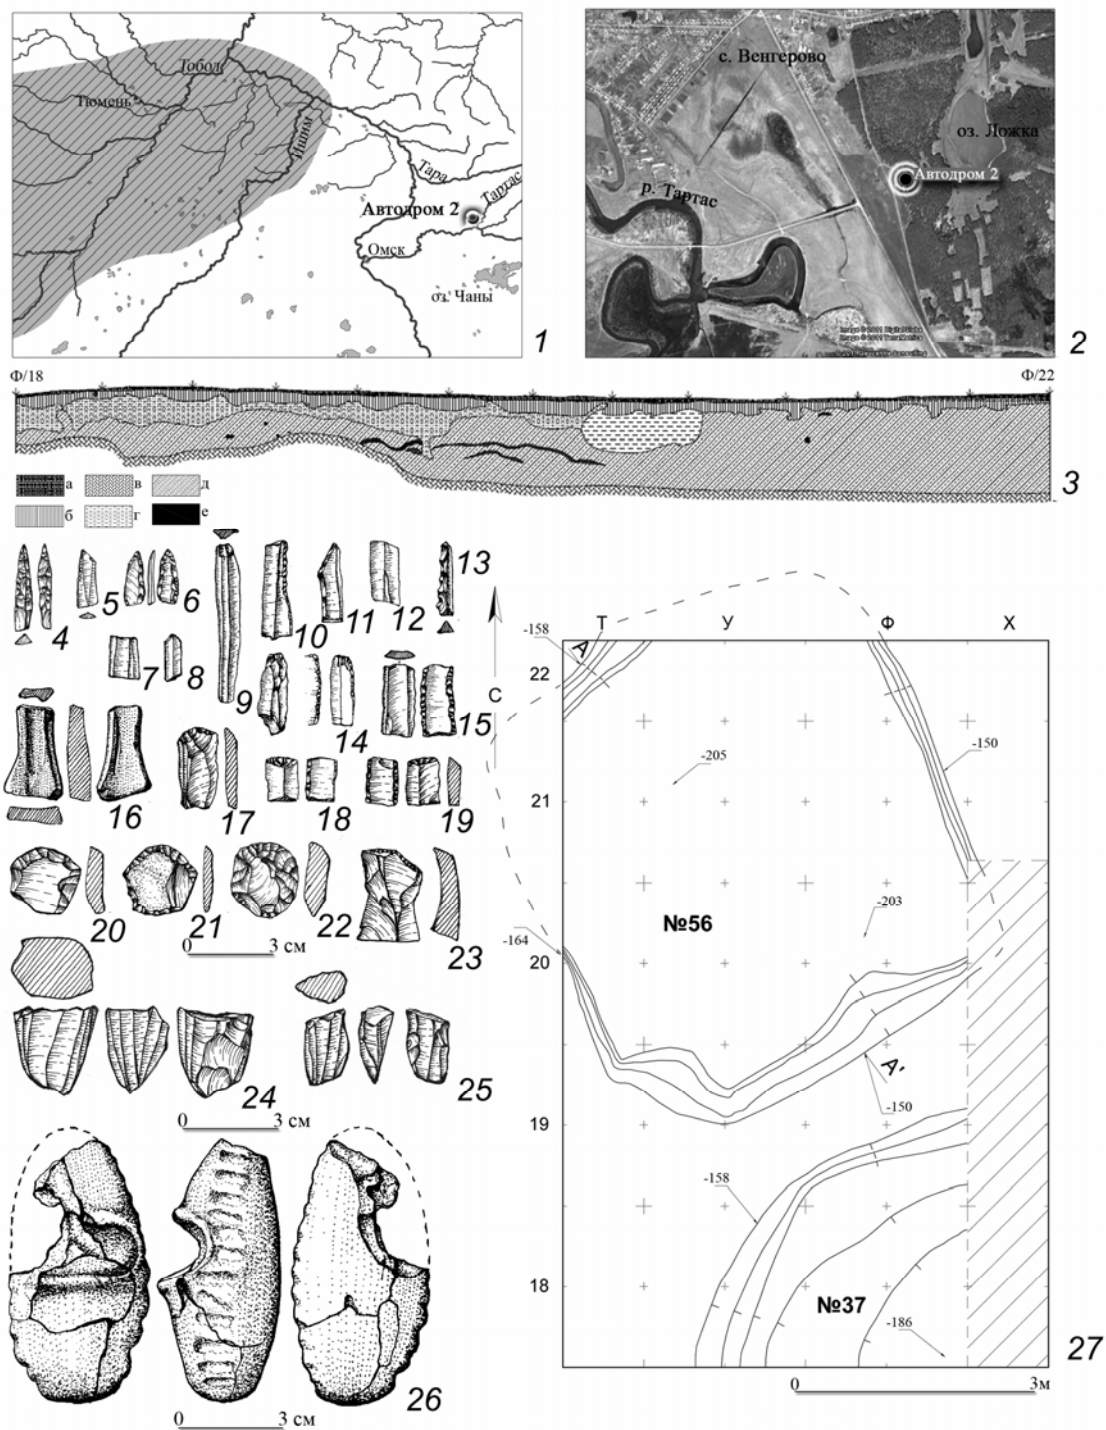 Тобол
Тюмень
Ишим
Тара
Тартас
Автодром 2
Омск
оз. Чаны
1
с. Венгерово
оз. Ложка
Автодром 2
р. Тартас
2
Ф/18
Ф/22
3
а
в
д
б
г
е
4
5
6
7
8
9
10
11
12
13
14
15
16
17
18
19
20
21
22
23
0
3 см
24
25
0
3 см
26
0
3 см
С
Т
У
Ф
Х
-158
А
22
-150
-205
21
№56
-203
-164
20
А'
-150
19
-158
18
№37
-186
27
0
3м